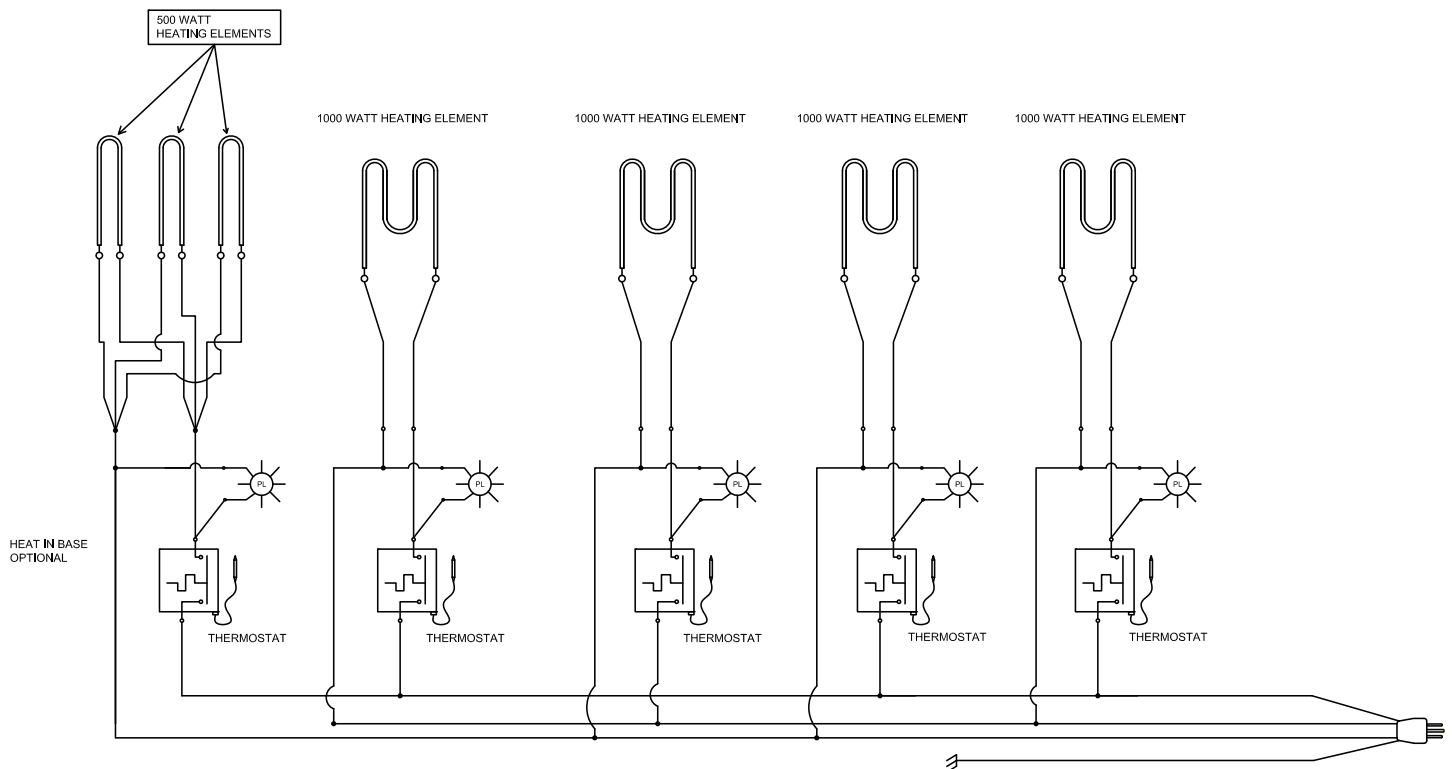 500 WATT
HEATING ELEMENTS
1000 WATT HEATING ELEMENT
1000 WATT HEATING ELEMENT
1000 WATT HEATING ELEMENT
1000 WATT HEATING ELEMENT
PL
PL
PL
PL
PL
HEAT IN BASE
OPTIONAL
THERMOSTAT
THERMOSTAT
THERMOSTAT
THERMOSTAT
THERMOSTAT